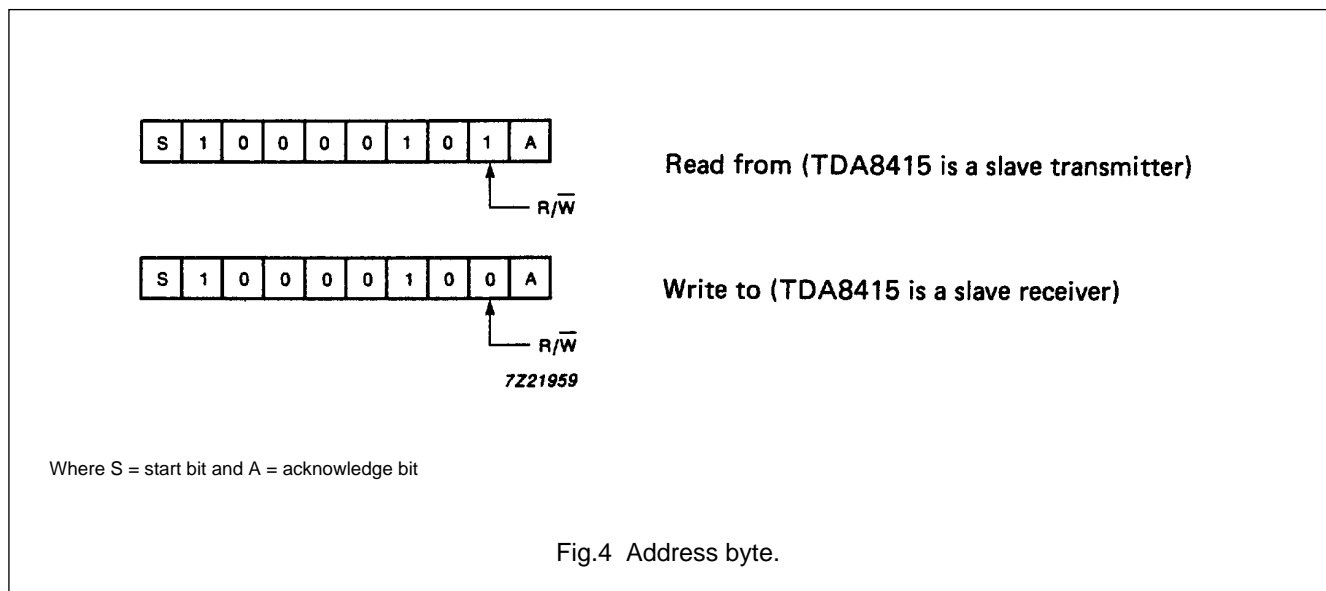 S 1 0 0 0 0 1 0 1 A
Read from (TDA8415 is a slave transmitter)
R/W̅
S 1 0 0 0 0 1 0 0 A
Write to (TDA8415 is a slave receiver)
R/W̅
7Z21959
Where S = start bit and A = acknowledge bit
Fig.4 Address byte.